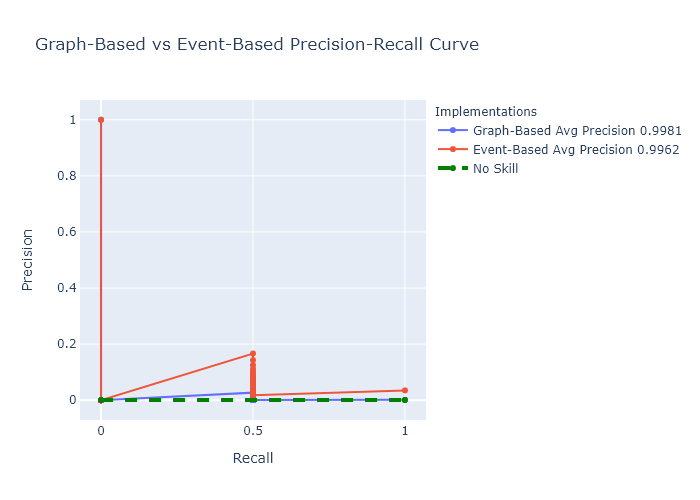 Graph-Based vs Event-Based Precision-Recall Curve
Implementations
Graph-Based Avg Precision 0.9981
Event-Based Avg Precision 0.9962
No Skill
Precision
1
0.8
0.6
0.4
0.2
0
0
0.5
1
Recall